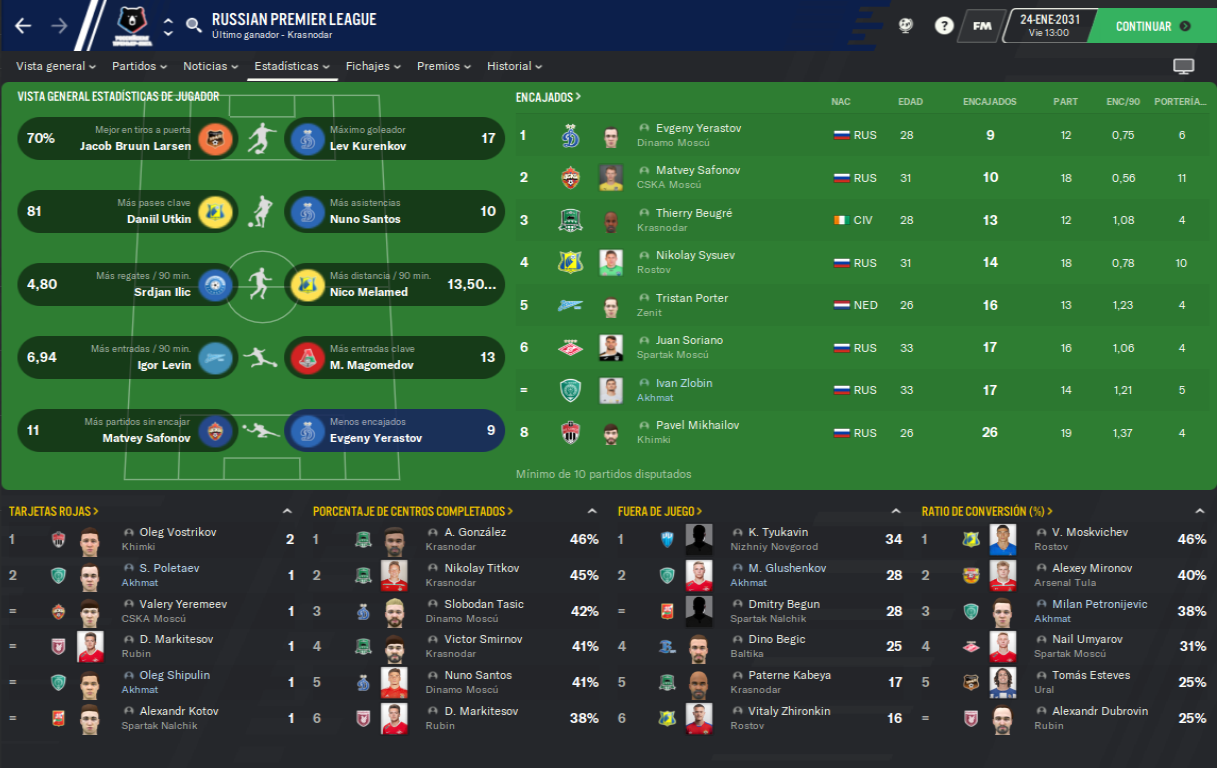 RUSSIAN PREMIER LEAGUE
Último ganador - Krasnodar
?
FM
24-ENE-2031
Vie 13:00
CONTINUAR
Vista general
Partidos
Noticias
Estadísticas
Fichajes
Premios
Historial
VISTA GENERAL ESTADÍSTICAS DE JUGADOR
70%
Mejor en tiros a puerta
Jacob Bruun Larsen
Máximo goleador
Lev Kurenkov
17
81
Más pases clave
Daniil Utkin
Más asistencias
Nuno Santos
10
4,80
Más regates / 90 min.
Srdjan Ilic
Más distancia / 90 min.
Nico Melamed
13,50...
6,94
Más entradas / 90 min.
Igor Levin
Más entradas clave
M. Magomedov
13
11
Más partidos sin encajar
Matvey Safonov
Menos encajados
Evgeny Yerastov
9
ENCAJADOS >
NAC EDAD ENCAJADOS PART ENC/90 PORTERÍA...
1 Evgeny Yerastov RUS 28 9 12 0,75 6
Dinamo Moscú
2 Matvey Safonov RUS 31 10 18 0,56 11
CSKA Moscú
3 Thierry Beugré CIV 28 13 12 1,08 4
Krasnodar
4 Nikolay Sysuev RUS 31 14 18 0,78 10
Rostov
5 Tristan Porter NED 26 16 13 1,23 4
Zenit
6 Juan Soriano RUS 33 17 16 1,06 4
Spartak Moscú
= Ivan Zlobin RUS 33 17 14 1,21 5
Akhmat
8 Pavel Mikhailov RUS 26 26 19 1,37 4
Khimki
Mínimo de 10 partidos disputados
TARJETAS ROJAS >
1 Oleg Vostrikov 2
Khimki
2 S. Poletaev 1
Akhmat
= Valery Yeremeev 1
CSKA Moscú
= D. Markitesov 1
Rubin
= Oleg Shipulin 1
Akhmat
= Alexandr Kotov 1
Spartak Nalchik
PORCENTAJE DE CENTROS COMPLETADOS >
1 A. González 46%
Krasnodar
2 Nikolay Titkov 45%
Krasnodar
3 Slobodan Tasic 42%
Dinamo Moscú
4 Victor Smirnov 41%
Krasnodar
5 Nuno Santos 41%
Dinamo Moscú
6 D. Markitesov 38%
Rubin
FUERA DE JUEGO >
1 K. Tyukavin 34
Nizhniy Novgorod
2 M. Glushenkov 28
Akhmat
= Dmitry Begun 28
Spartak Nalchik
4 Dino Begic 25
Baltika
5 Paterne Kabeya 17
Krasnodar
6 Vitaly Zhironkin 16
Rostov
RATIO DE CONVERSIÓN (%) >
1 V. Moskvichev 46%
Rostov
2 Alexey Mironov 40%
Arsenal Tula
3 Milan Petronijevic 38%
Akhmat
4 Nail Umyarov 31%
Spartak Moscú
5 Tomás Esteves 25%
Ural
= Alexandr Dubrovin 25%
Rubin